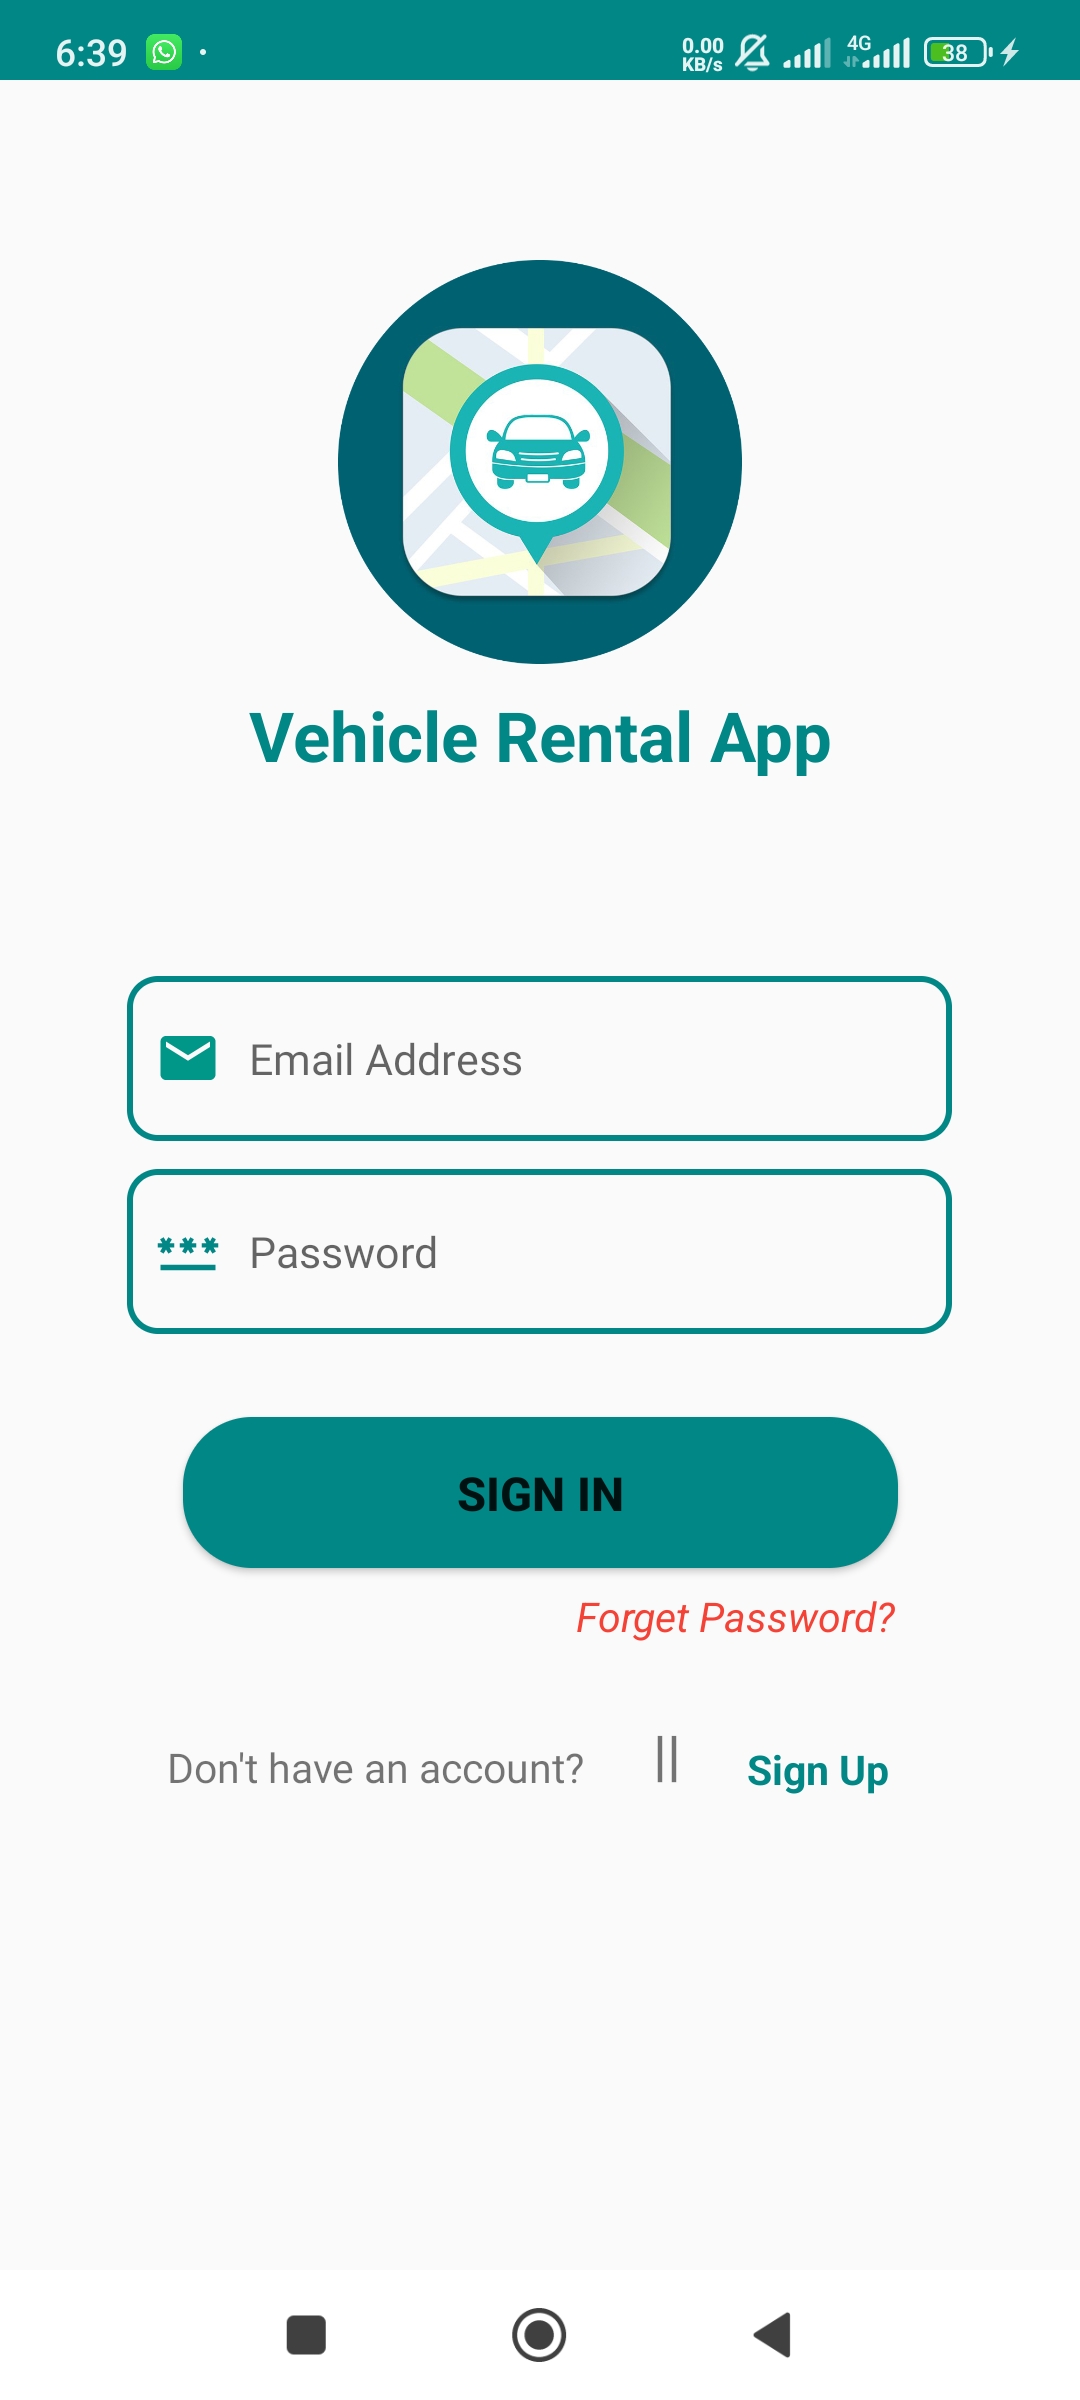 6:39
0.00
KB/s
4G
38
Vehicle Rental App
Email Address
*** Password
SIGN IN
Forget Password?
Don't have an account? || Sign Up